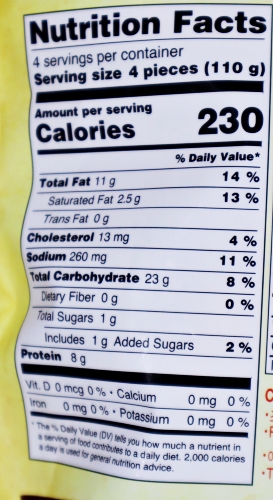 Nutrition Facts
4 servings per container
Serving size 4 pieces (110 g)
Amount per serving
Calories 230
% Daily Value*
Total Fat 11 g 14 %
Saturated Fat 2.5 g 13 %
Trans Fat 0 g
Cholesterol 13 mg 4 %
Sodium 260 mg 11 %
Total Carbohydrate 23 g 8 %
Dietary Fiber 0 g 0 %
Total Sugars 1 g
Includes 1 g Added Sugars 2 %
Protein 8 g
Vit. D 0 mcg 0 % • Calcium 0 mg 0 %
Iron 0 mg 0 % • Potassium 0 mg 0 %
* The % Daily Value (DV) tells you how much a nutrient in
a serving of food contributes to a daily diet. 2,000 calories
a day is used for general nutrition advice.